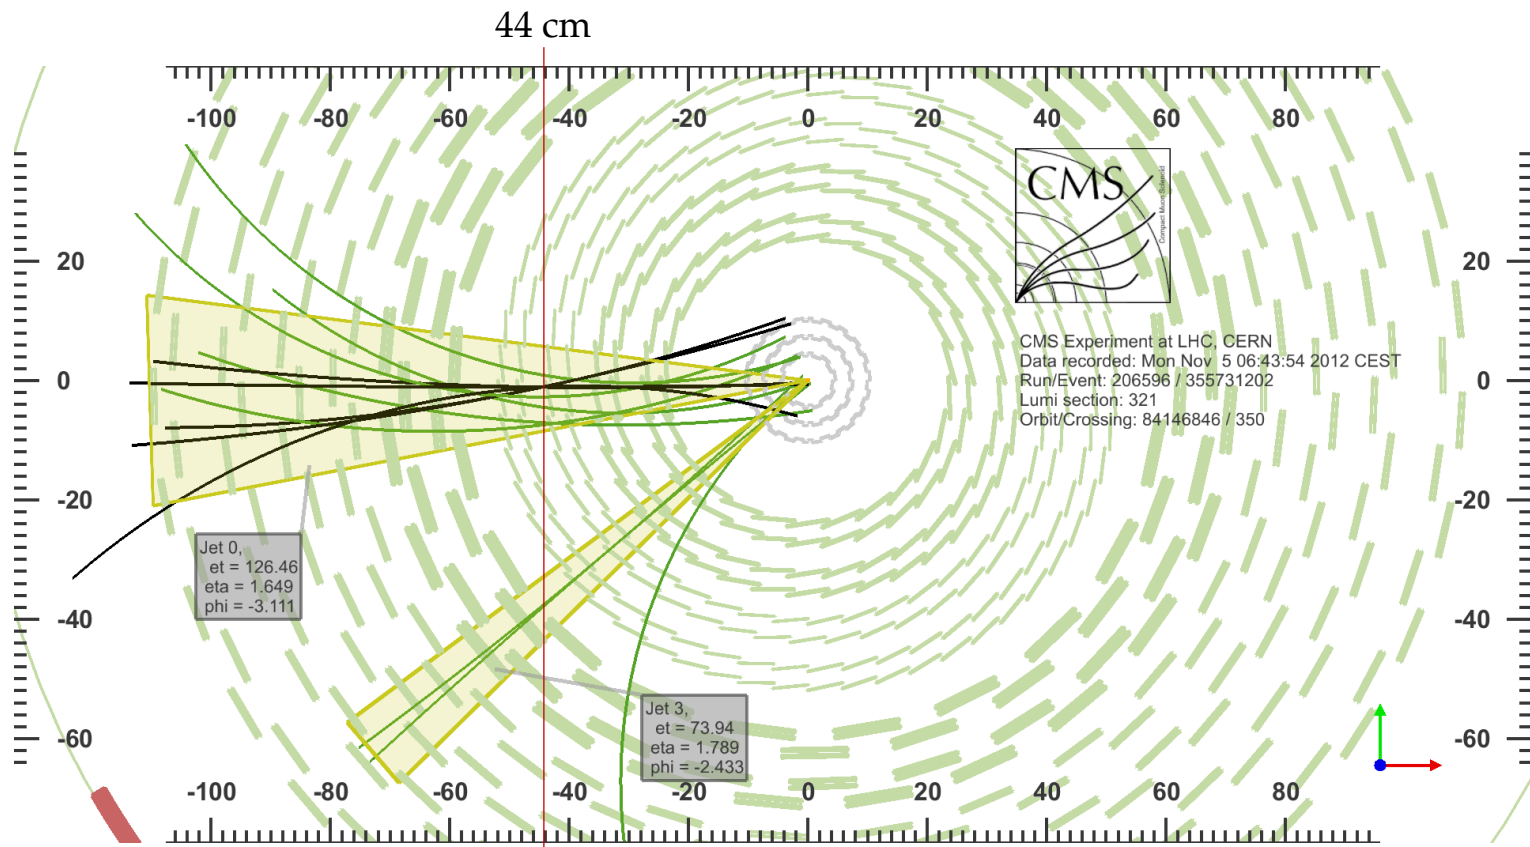 44 cm
-100 -80 -60 -40 -20 0 20 40 60 80
CMS
Compact Muon Solenoid
20 20
CMS Experiment at LHC, CERN
Data recorded: Mon Nov 5 06:43:54 2012 CEST
Run/Event: 206596 / 355731202
Lumi section: 321
Orbit/Crossing: 84146846 / 350
0 0
-20 -20
Jet 0,
et = 126.46
eta = 1.649
phi = -3.111
-40 -40
Jet 3,
et = 73.94
eta = 1.789
phi = -2.433
-60 -60
-100 -80 -60 -40 -20 0 20 40 60 80